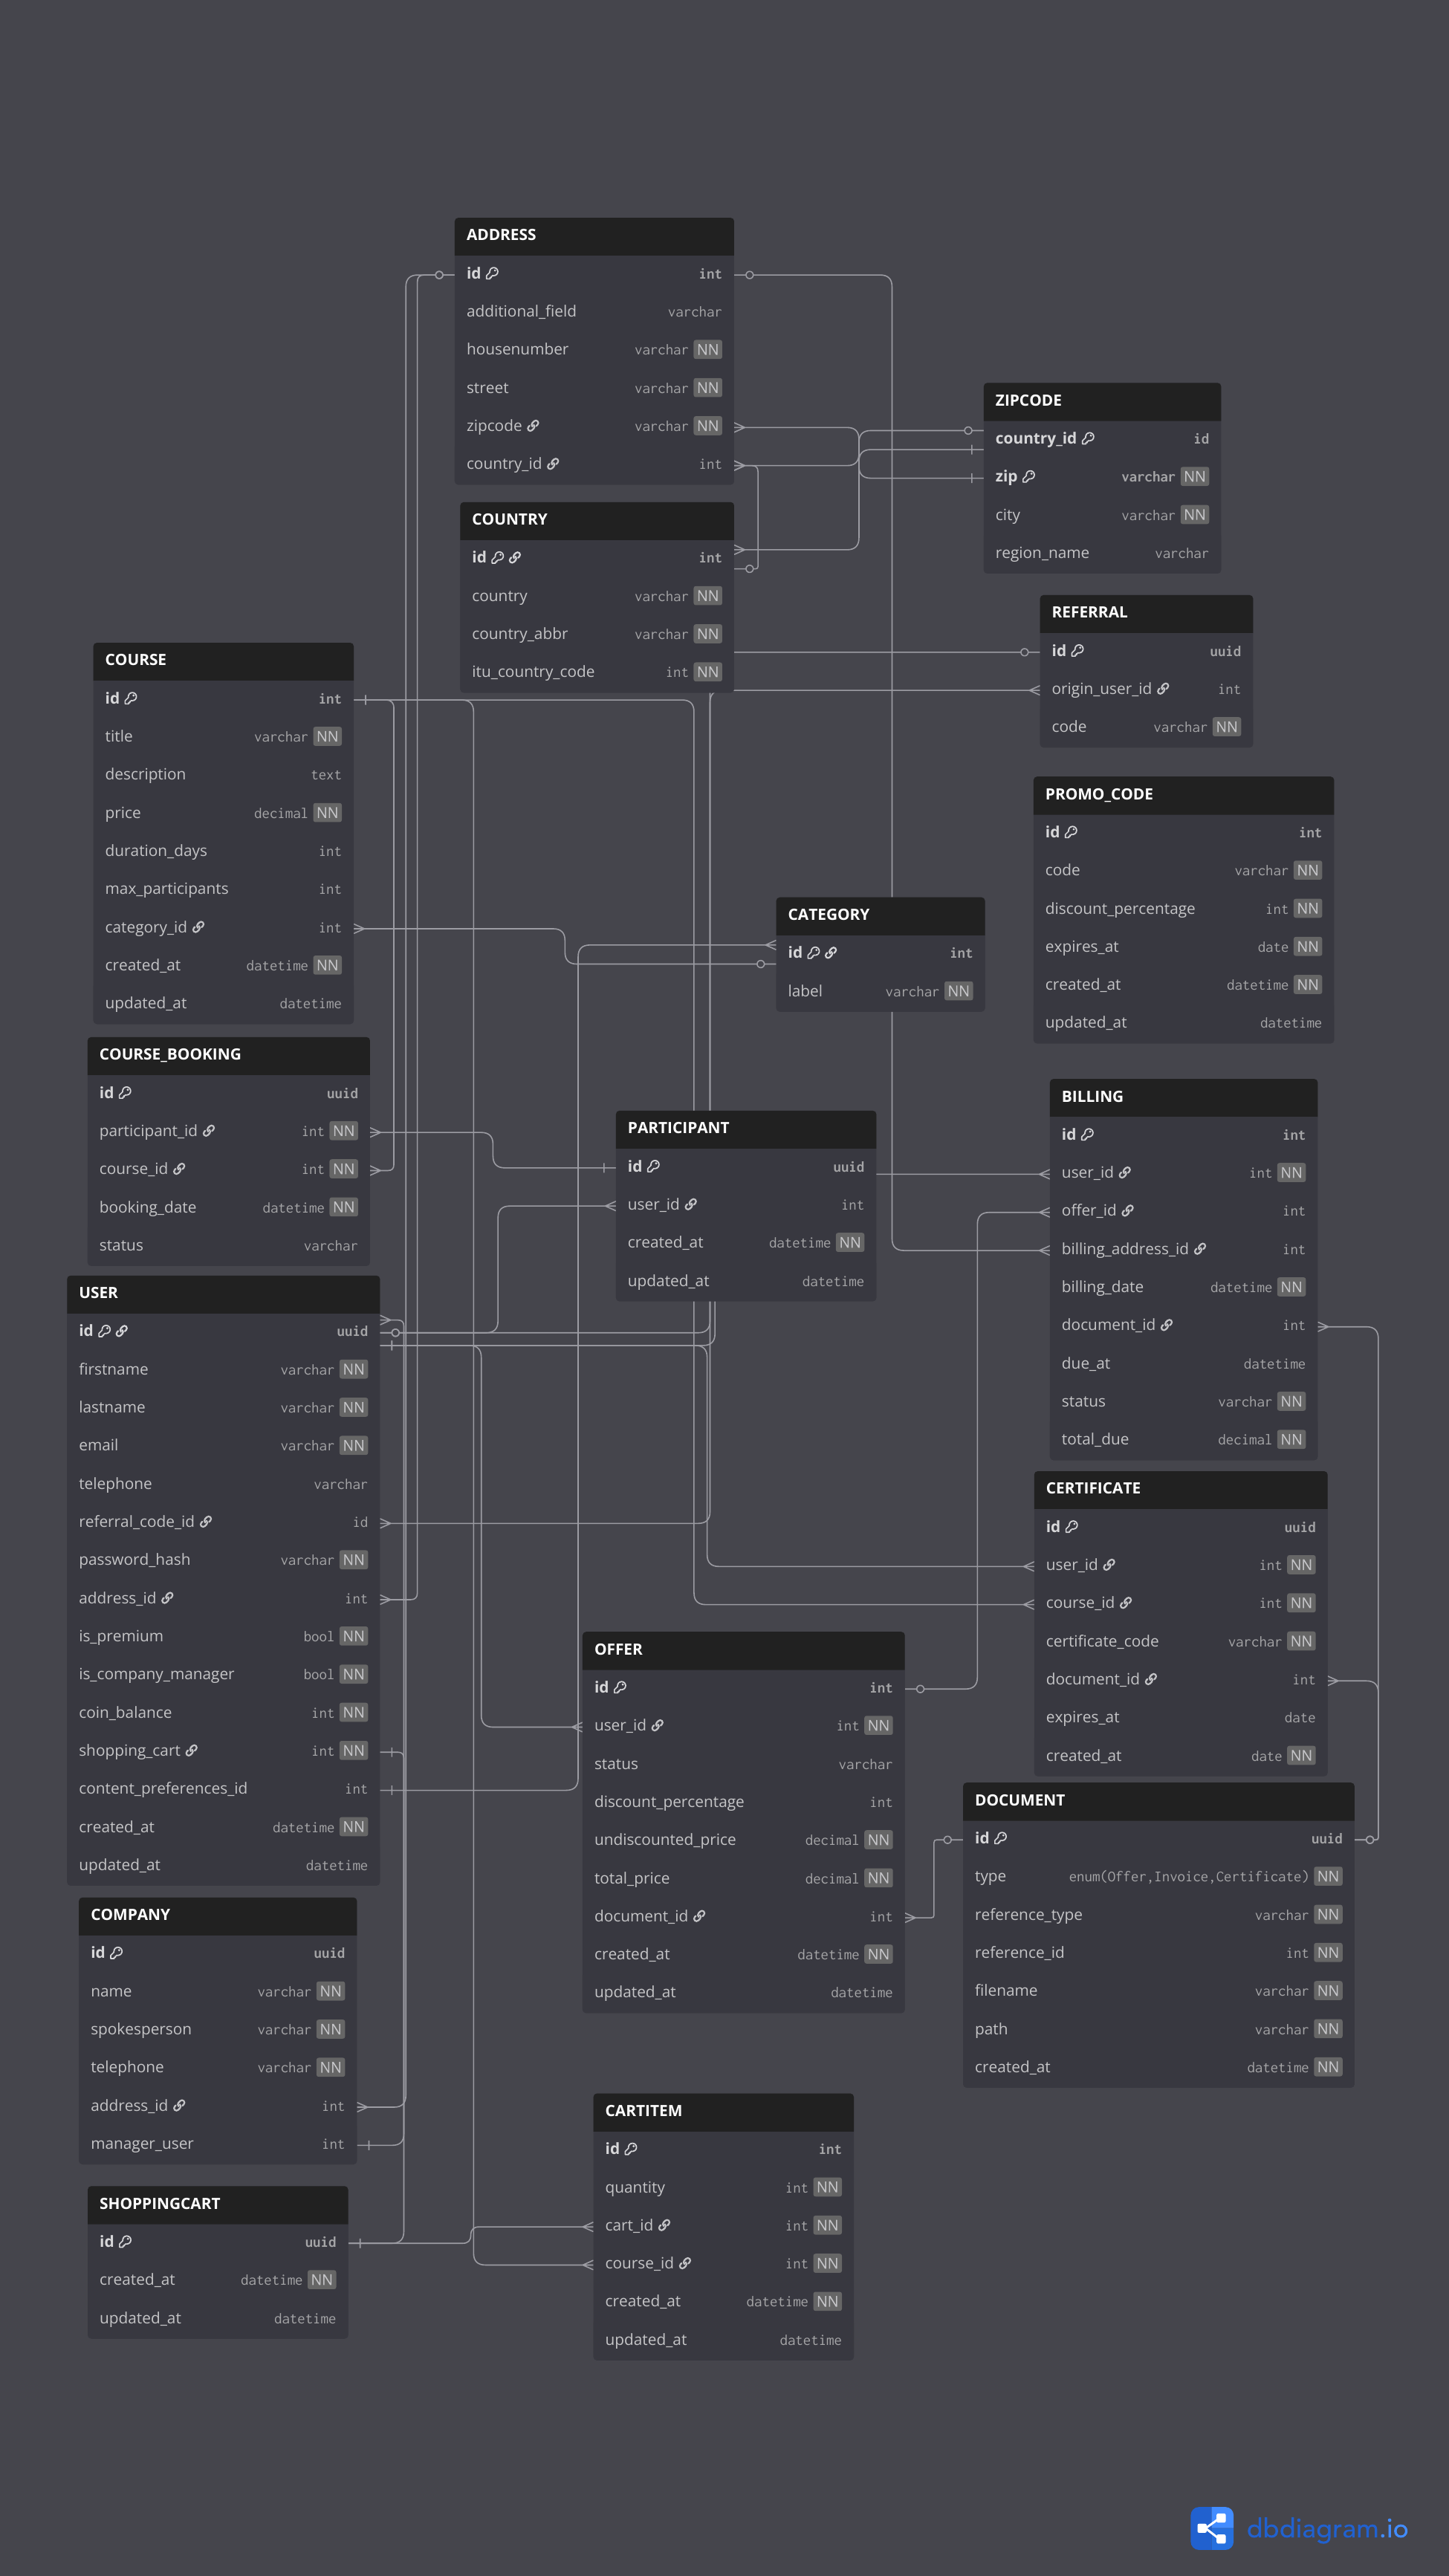 ADDRESS
id int
additional_field varchar
housenumber varchar NN
street varchar NN
zipcode varchar NN
country_id int
ZIPCODE
country_id id
zip varchar NN
city varchar NN
region_name varchar
COUNTRY
id int
country varchar NN
country_abbr varchar NN
itu_country_code int NN
REFERRAL
id uuid
origin_user_id int
code varchar NN
COURSE
id int
title varchar NN
description text
price decimal NN
duration_days int
max_participants int
category_id int
created_at datetime NN
updated_at datetime
PROMO_CODE
id int
code varchar NN
discount_percentage int NN
expires_at date NN
created_at datetime NN
updated_at datetime
CATEGORY
id int
label varchar NN
COURSE_BOOKING
id uuid
participant_id int NN
course_id int NN
booking_date datetime NN
status varchar
BILLING
id int
user_id int NN
offer_id int
billing_address_id int
billing_date datetime NN
document_id int
due_at datetime
status varchar NN
total_due decimal NN
PARTICIPANT
id uuid
user_id int
created_at datetime NN
updated_at datetime
USER
id uuid
firstname varchar NN
lastname varchar NN
email varchar NN
telephone varchar
referral_code_id id
password_hash varchar NN
address_id int
is_premium bool NN
is_company_manager bool NN
coin_balance int NN
shopping_cart int NN
content_preferences_id int
created_at datetime NN
updated_at datetime
CERTIFICATE
id uuid
user_id int NN
course_id int NN
certificate_code varchar NN
document_id int
expires_at date
created_at date NN
OFFER
id int
user_id int NN
status varchar
discount_percentage int
undiscounted_price decimal NN
total_price decimal NN
document_id int
created_at datetime NN
updated_at datetime
DOCUMENT
id uuid
type enum(Offer,Invoice,Certificate) NN
reference_type varchar NN
reference_id int NN
filename varchar NN
path varchar NN
created_at datetime NN
COMPANY
id uuid
name varchar NN
spokesperson varchar NN
telephone varchar NN
address_id int
manager_user int
CARTITEM
id int
quantity int NN
cart_id int NN
course_id int NN
created_at datetime NN
updated_at datetime
SHOPPINGCART
id uuid
created_at datetime NN
updated_at datetime
dbdiagram.io